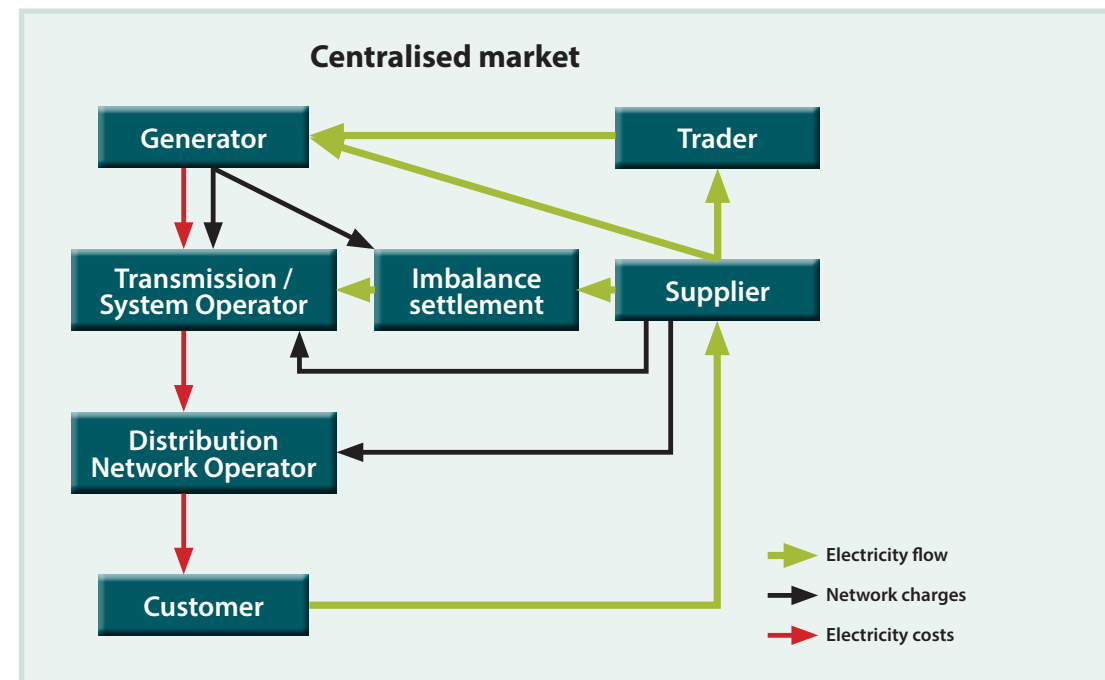 Centralised market
Generator
Trader
Transmission /
System Operator
Imbalance
settlement
Supplier
Distribution
Network Operator
Customer
Electricity flow
Network charges
Electricity costs